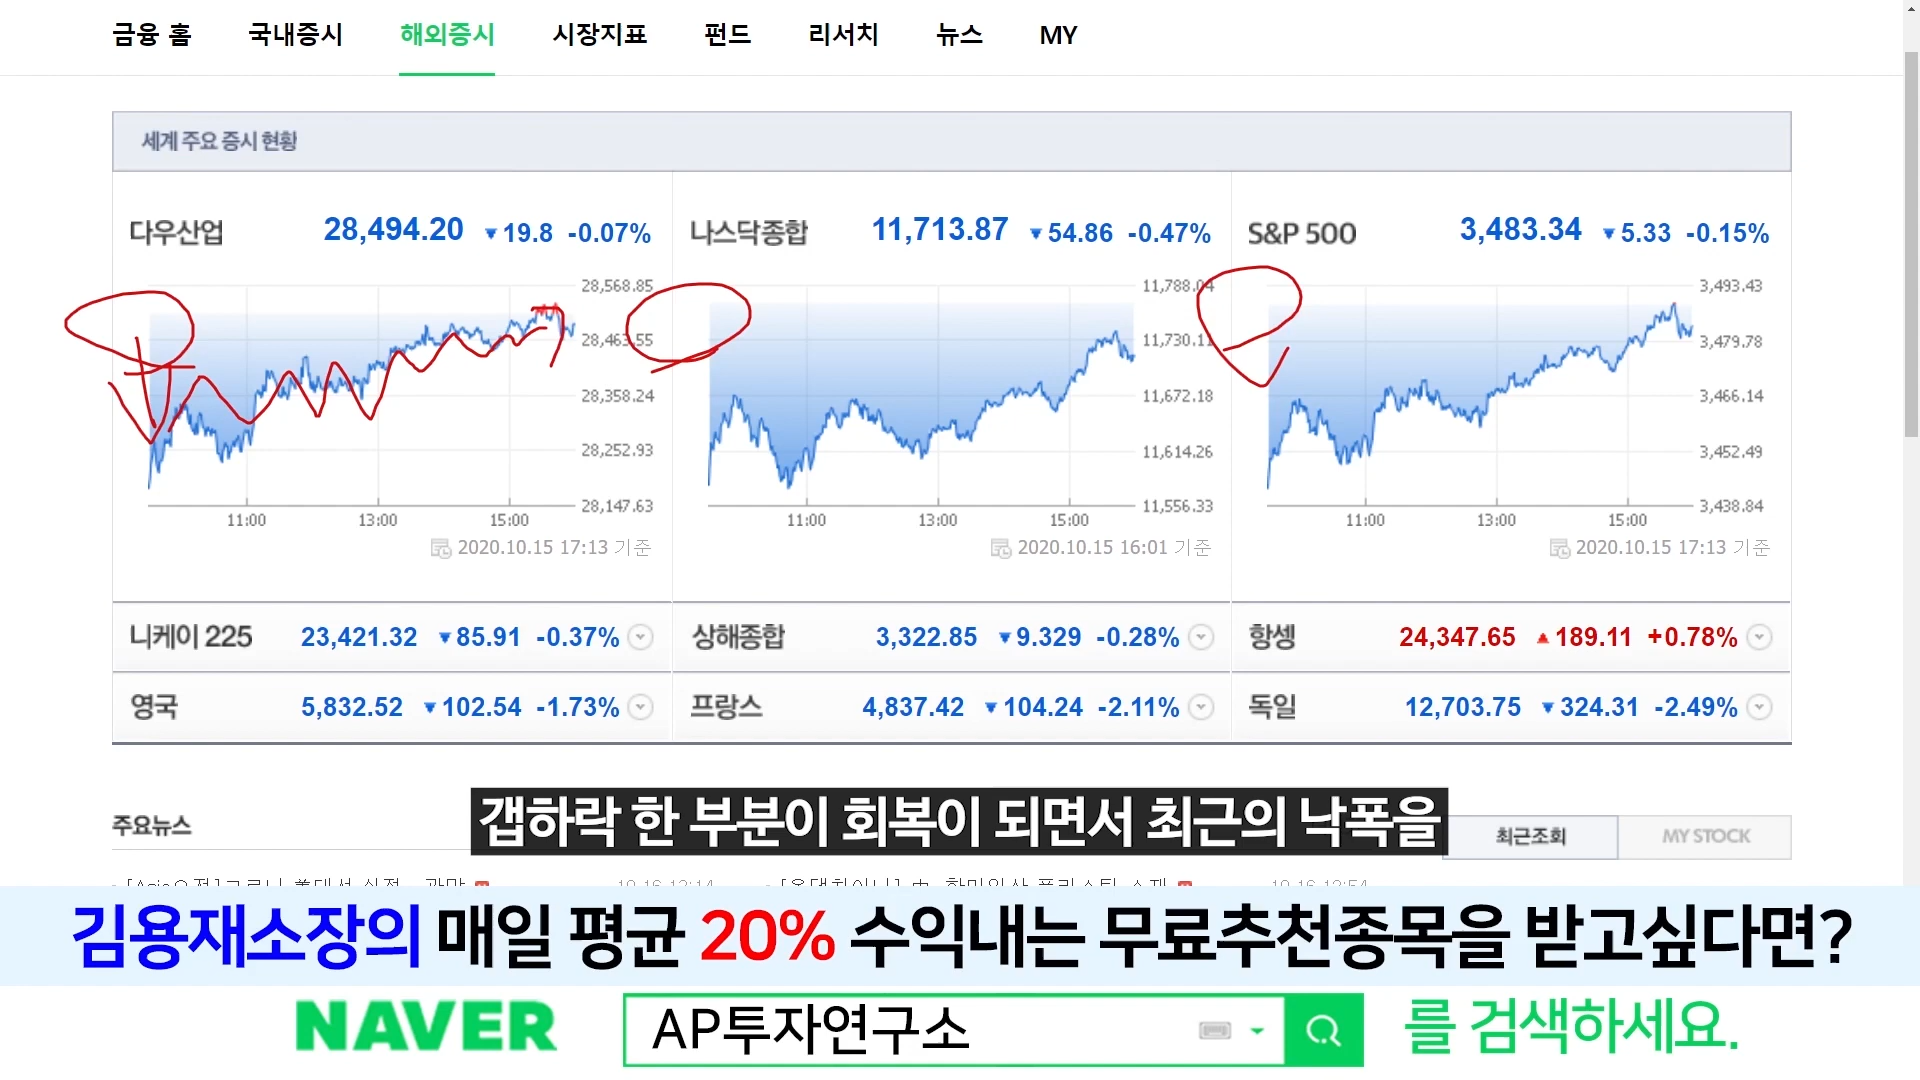 금융 홈 국내증시 해외증시 시장지표 펀드 리서치 뉴스 MY
세계 주요 증시 현황
다우산업 28,494.20 ▼19.8 -0.07%
28,568.85
28,463.55
28,358.24
28,252.93
28,147.63
11:00 13:00 15:00
2020.10.15 17:13 기준
나스닥종합 11,713.87 ▼54.86 -0.47%
11,788.04
11,730.11
11,672.18
11,614.26
11,556.33
11:00 13:00 15:00
2020.10.15 16:01 기준
S&P 500 3,483.34 ▼5.33 -0.15%
3,493.43
3,479.78
3,466.14
3,452.49
3,438.84
11:00 13:00 15:00
2020.10.15 17:13 기준
니케이 225 23,421.32 ▼85.91 -0.37%
상해종합 3,322.85 ▼9.329 -0.28%
항셍 24,347.65 ▲189.11 +0.78%
영국 5,832.52 ▼102.54 -1.73%
프랑스 4,837.42 ▼104.24 -2.11%
독일 12,703.75 ▼324.31 -2.49%
주요뉴스
최근조회 MY STOCK
갭하락 한 부분이 회복이 되면서 최근의 낙폭을
김용재소장의 매일 평균 20% 수익내는 무료추천종목을 받고싶다면?
NAVER AP투자연구소 를 검색하세요.